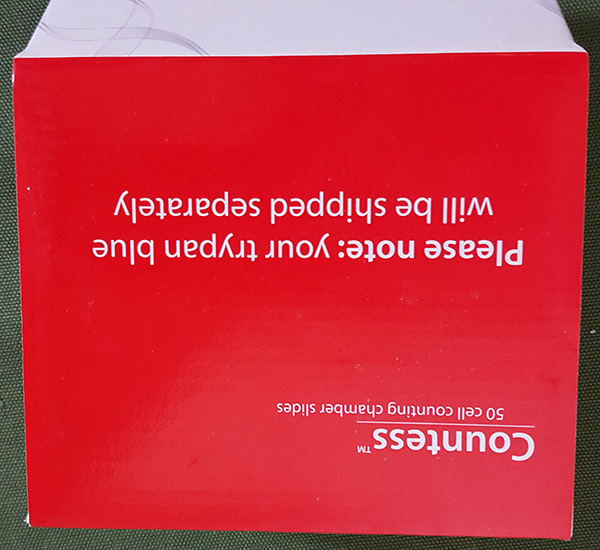 Countess™
50 cell counting chamber slides
Please note: your trypan blue
will be shipped separately